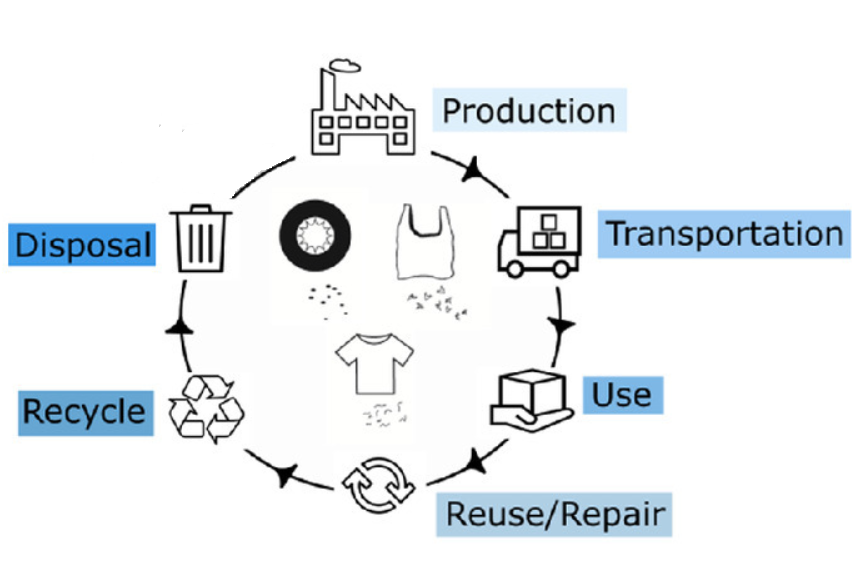 Production
Transportation
Disposal
Use
Recycle
Reuse/Repair